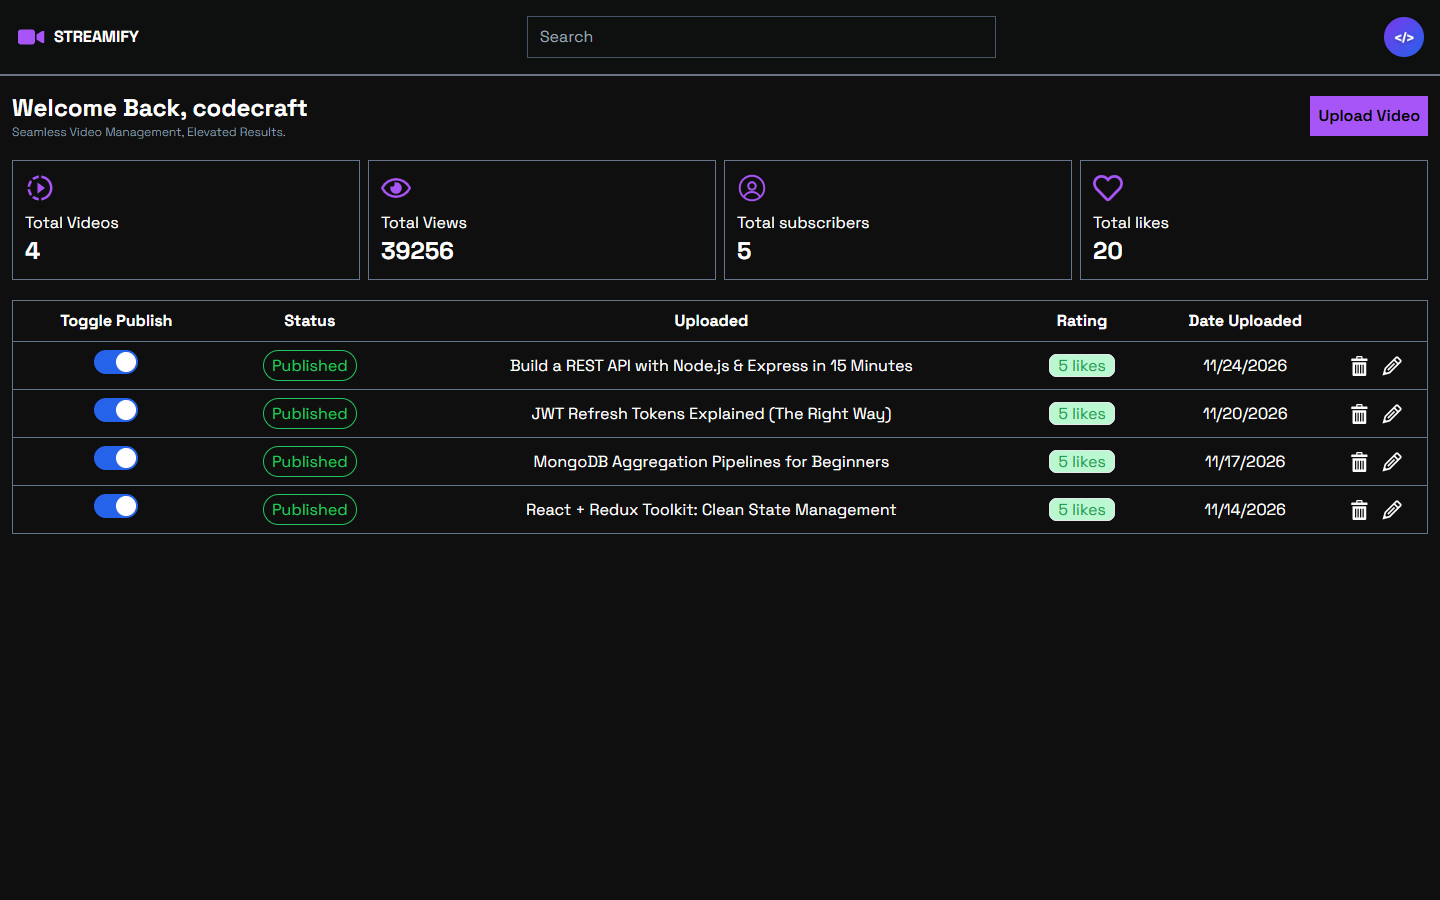 STREAMIFY
Search
</>
Welcome Back, codecraft
Seamless Video Management, Elevated Results.
Upload Video
Total Videos
4
Total Views
39256
Total subscribers
5
Total likes
20
Toggle Publish Status Uploaded Rating Date Uploaded
Published Build a REST API with Node.js & Express in 15 Minutes 5 likes 11/24/2026
Published JWT Refresh Tokens Explained (The Right Way) 5 likes 11/20/2026
Published MongoDB Aggregation Pipelines for Beginners 5 likes 11/17/2026
Published React + Redux Toolkit: Clean State Management 5 likes 11/14/2026